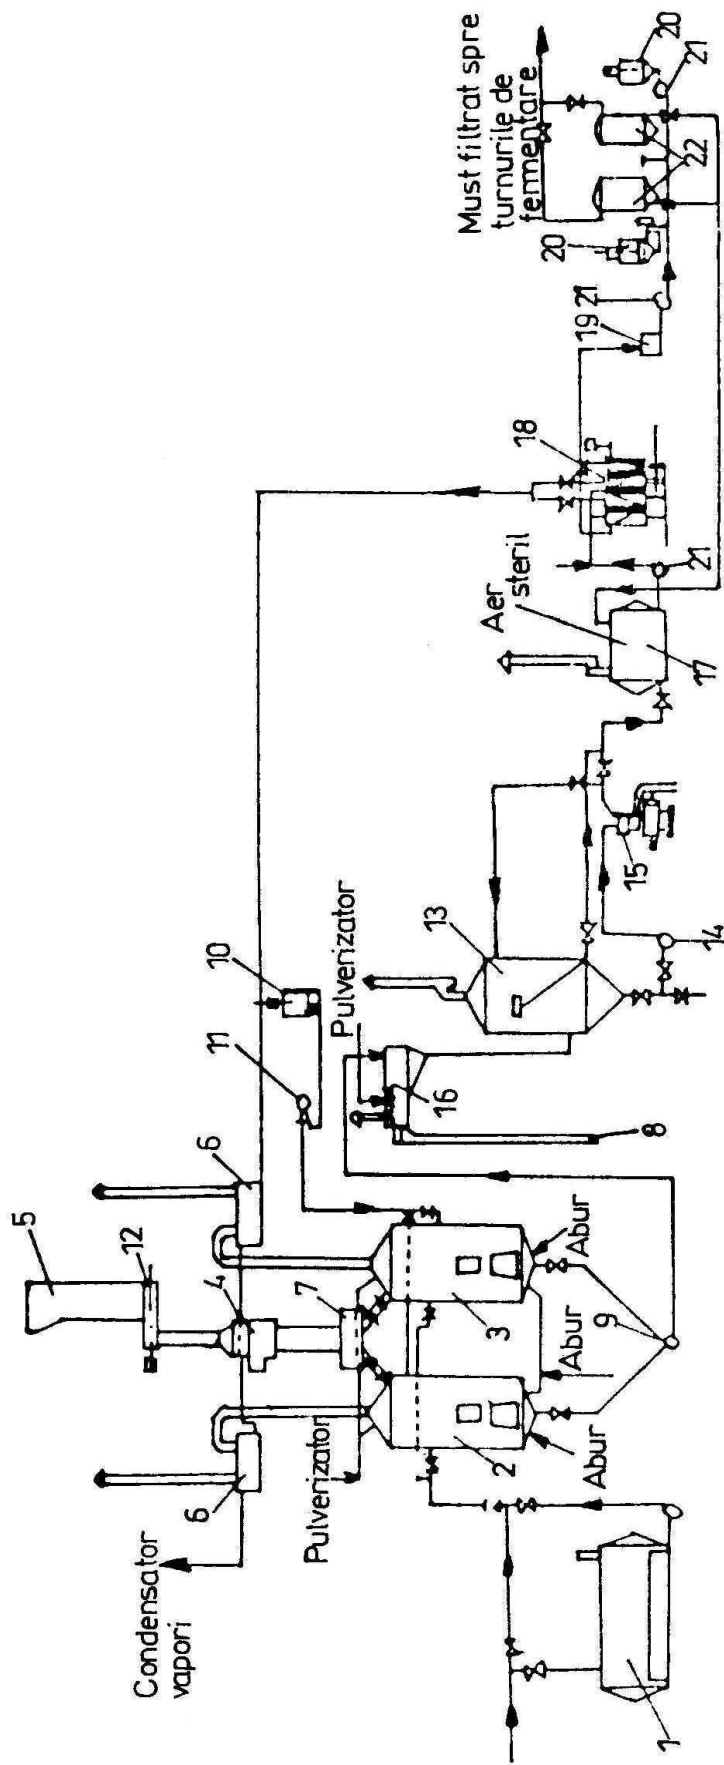 Condensator
vapori
5
12
6
6
4
7
11
10
Pulverizator
Pulverizator
3
2
Abur
Abur
Abur
9
8
16
13
14
15
1
Aer
steril
17
18
21
19
21
20
20
21
22
Must filtrat spre
turnurile de
fermentare